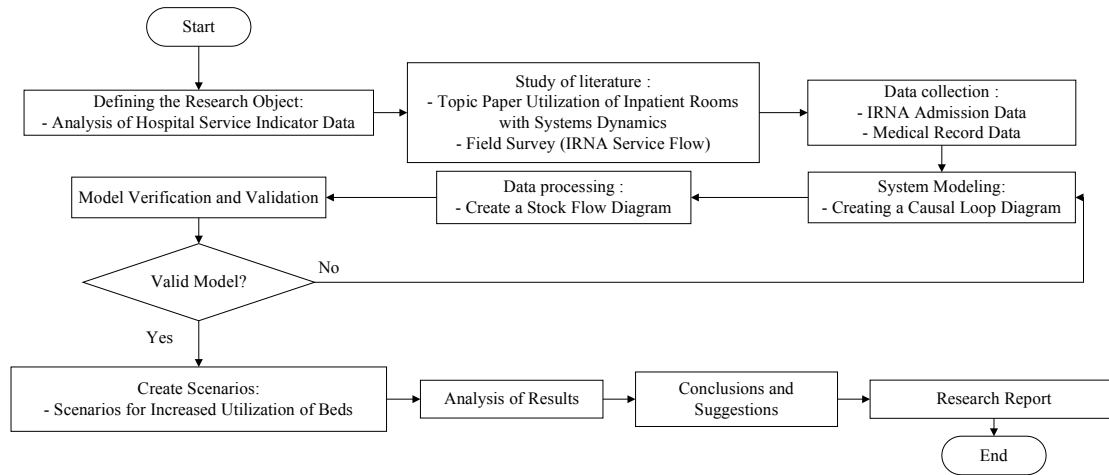 Start
Defining the Research Object:
- Analysis of Hospital Service Indicator Data
Study of literature :
- Topic Paper Utilization of Inpatient Rooms
with Systems Dynamics
- Field Survey (IRNA Service Flow)
Data collection :
- IRNA Admission Data
- Medical Record Data
System Modeling:
- Creating a Causal Loop Diagram
Data processing :
- Create a Stock Flow Diagram
Model Verification and Validation
Valid Model?
No
Yes
Create Scenarios:
- Scenarios for Increased Utilization of Beds
Analysis of Results
Conclusions and
Suggestions
Research Report
End